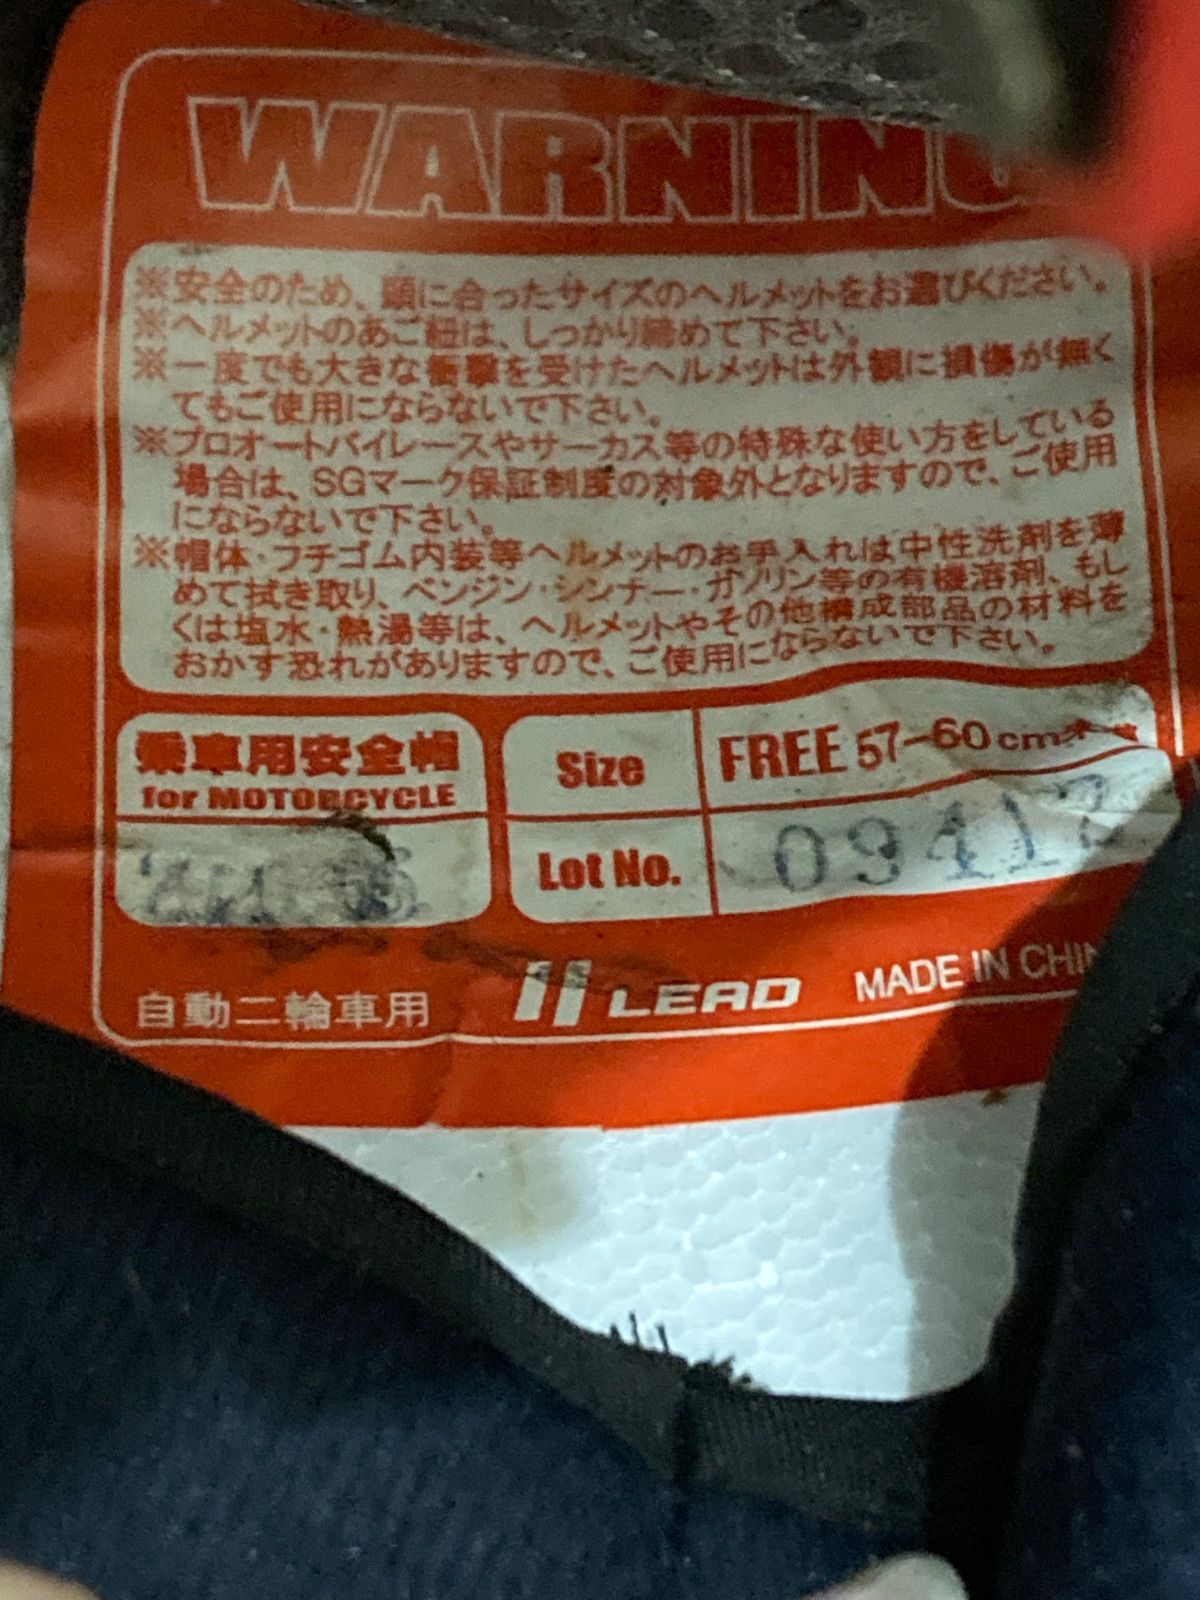 WARNING
※安全のため、頭に合ったサイズのヘルメットをお選びください。
※ヘルメットのあご紐は、しっかり締めて下さい。
※一度でも大きな衝撃を受けたヘルメットは外観に損傷が無く
てもご使用にならないで下さい。
※プロオートバイレースやサーカス等の特殊な使い方をしている
場合は、SGマーク保証制度の対象外となりますので、ご使用
にならないで下さい。
※帽体・フチゴム内装等ヘルメットのお手入れは中性洗剤を薄
めて拭き取り、ベンジン・シンナー・ガソリン等の有機溶剤、もし
くは塩水・熱湯等は、ヘルメットやその他構成部品の材料を
おかす恐れがありますので、ご使用にならないで下さい。
乗車用安全帽
for MOTORCYCLE
Size FREE 57-60cm未満
Lot No. 09412
自動二輪車用
LEAD
MADE IN CHIN